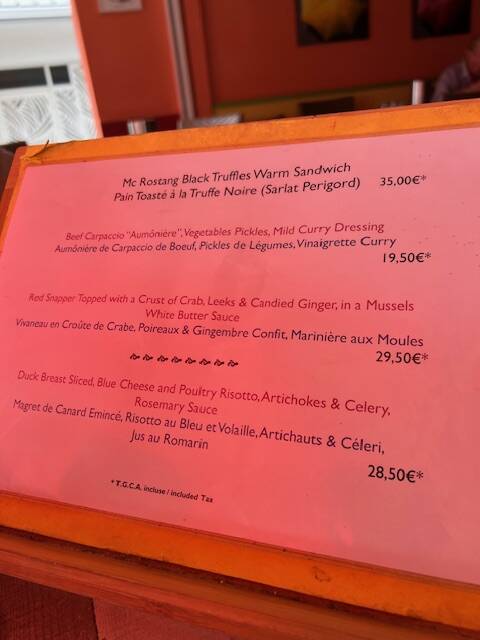 Mc Rostang Black Truffles Warm Sandwich
Pain Toasté à la Truffe Noire (Sarlat Perigord) 35,00€*
Beef Carpaccio "Aumônière", Vegetables Pickles, Mild Curry Dressing
Aumônière de Carpaccio de Boeuf, Pickles de Légumes, Vinaigrette Curry
19,50€*
Red Snapper Topped with a Crust of Crab, Leeks & Candied Ginger, in a Mussels
White Butter Sauce
Vivaneau en Croûte de Crabe, Poireaux & Gingembre Confit, Marinière aux Moules
29,50€*
Duck Breast Sliced, Blue Cheese and Poultry Risotto, Artichokes & Celery,
Rosemary Sauce
Magret de Canard Emincé, Risotto au Bleu et Volaille, Artichauts & Céleri,
Jus au Romarin
28,50€*
* T.G.C.A. incluse / included Tax